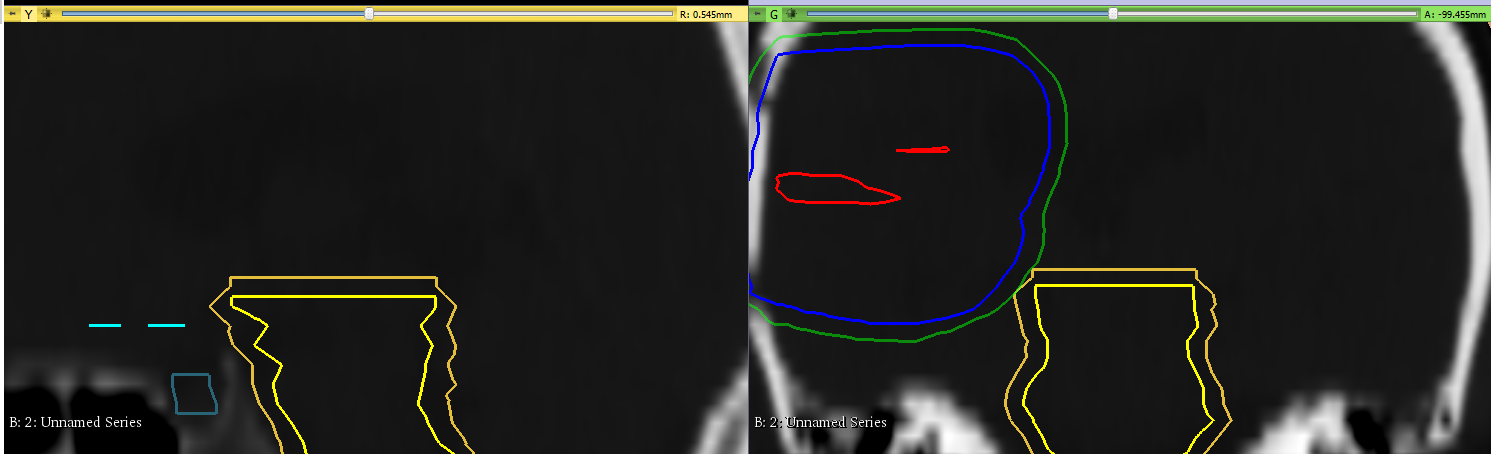 Y
R: 0.545mm
G
A: -99.455mm
B: 2: Unnamed Series
B: 2: Unnamed Series